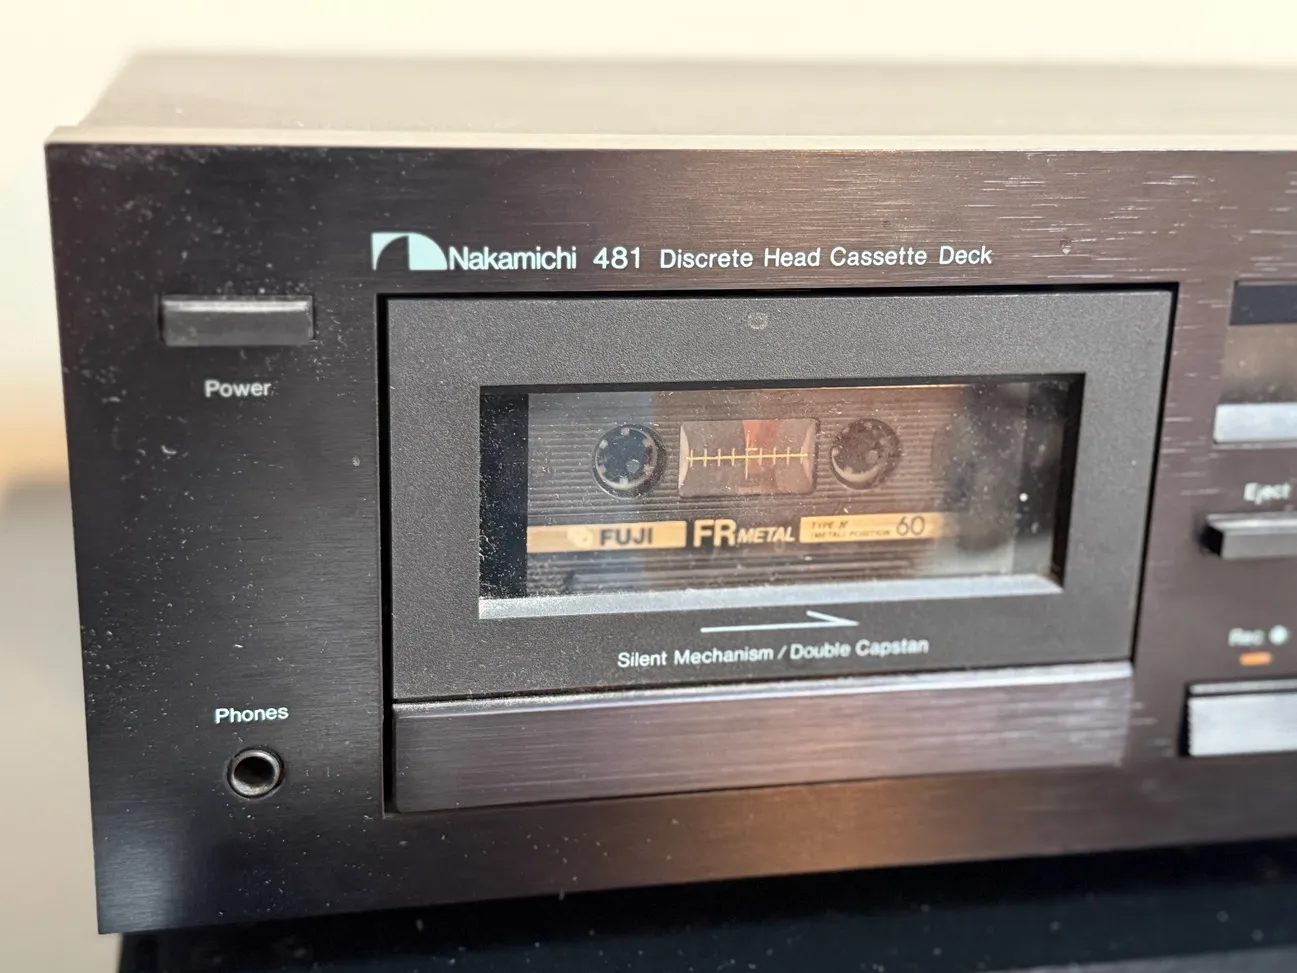 Nakamichi 481 Discrete Head Cassette Deck
Power
FUJI FR METAL TYPE IV (METAL) POSITION 60
Eject
Silent Mechanism / Double Capstan
Rec
Phones